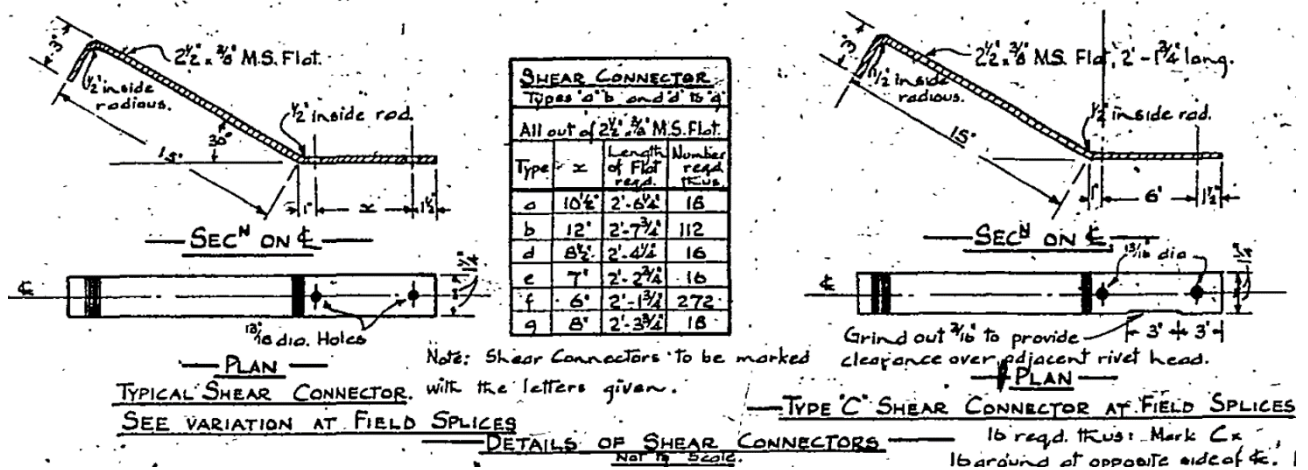 3"
2½" x ⅜" M.S. Flat.
½" inside
radious.
½" inside rad.
30°
15"
1"
x
1½"
SECᴺ ON ℄
℄
1¼"
13/16" dia. Holes
PLAN
TYPICAL SHEAR CONNECTOR.
SEE VARIATION AT FIELD SPLICES
SHEAR CONNECTOR
Types "a" "b" and "d" to "g"
All out of 2½" x ⅜" M.S. Flat.
Type x Length of Flat reqd. Number reqd thus.
a 10½" 2'-6¼" 16
b 12" 2'-7¾" 112
d 8½" 2'-4¼" 16
e 7" 2'-2¾" 16
f 6" 2'-1¾" 272
g 8" 2'-3¾" 16
Note: Shear Connectors to be marked
with the letters given.
DETAILS OF SHEAR CONNECTORS
Not to Scale.
3"
2½" x ⅜" M.S. Flat, 2'-1¾" long.
½" inside
radious.
½" inside rad.
15"
1"
6"
1½"
SECᴺ ON ℄
13/16" dia
℄
1¼"
Grind out 3/16" to provide
clearance over adjacent rivet head.
3" 3"
PLAN
TYPE "C" SHEAR CONNECTOR AT FIELD SPLICES
16 reqd. thus: Mark Cx
16 ground at opposite side of ℄.